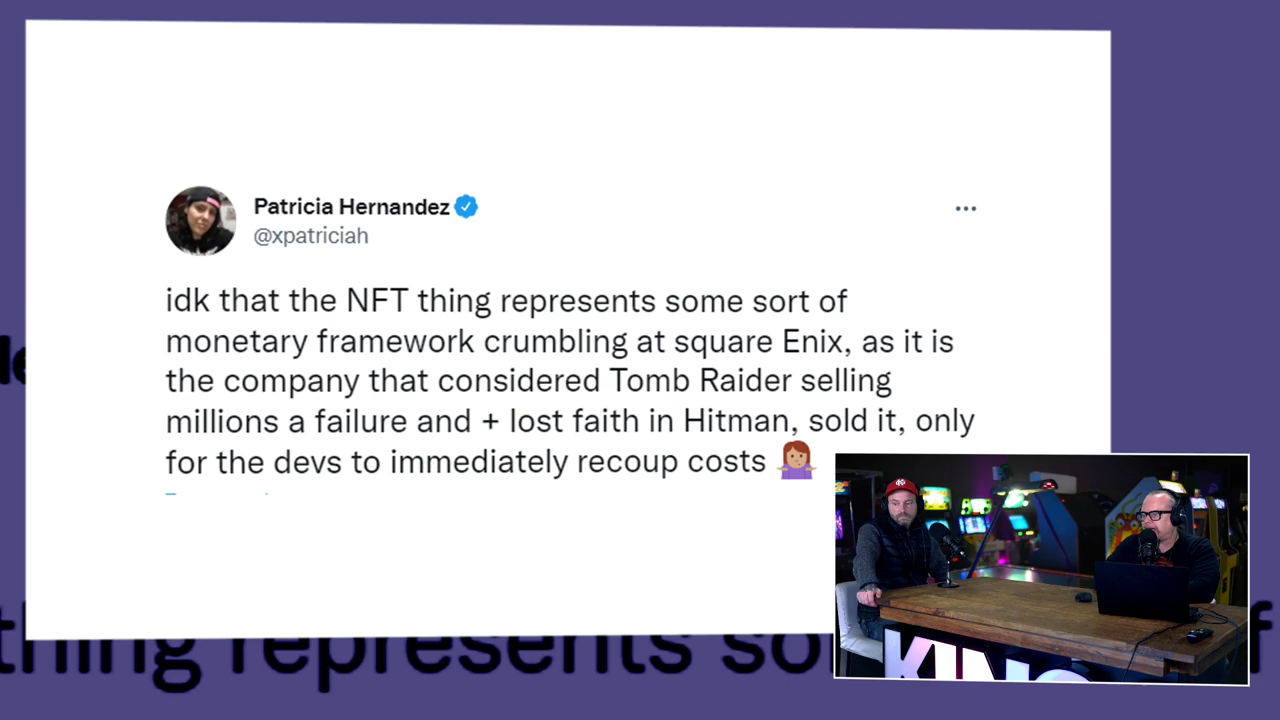 Patricia Hernandez
@xpatriciah
idk that the NFT thing represents some sort of
monetary framework crumbling at square Enix, as it is
the company that considered Tomb Raider selling
millions a failure and + lost faith in Hitman, sold it, only
for the devs to immediately recoup costs 🤷🏽‍♀️
thing represents so
KING